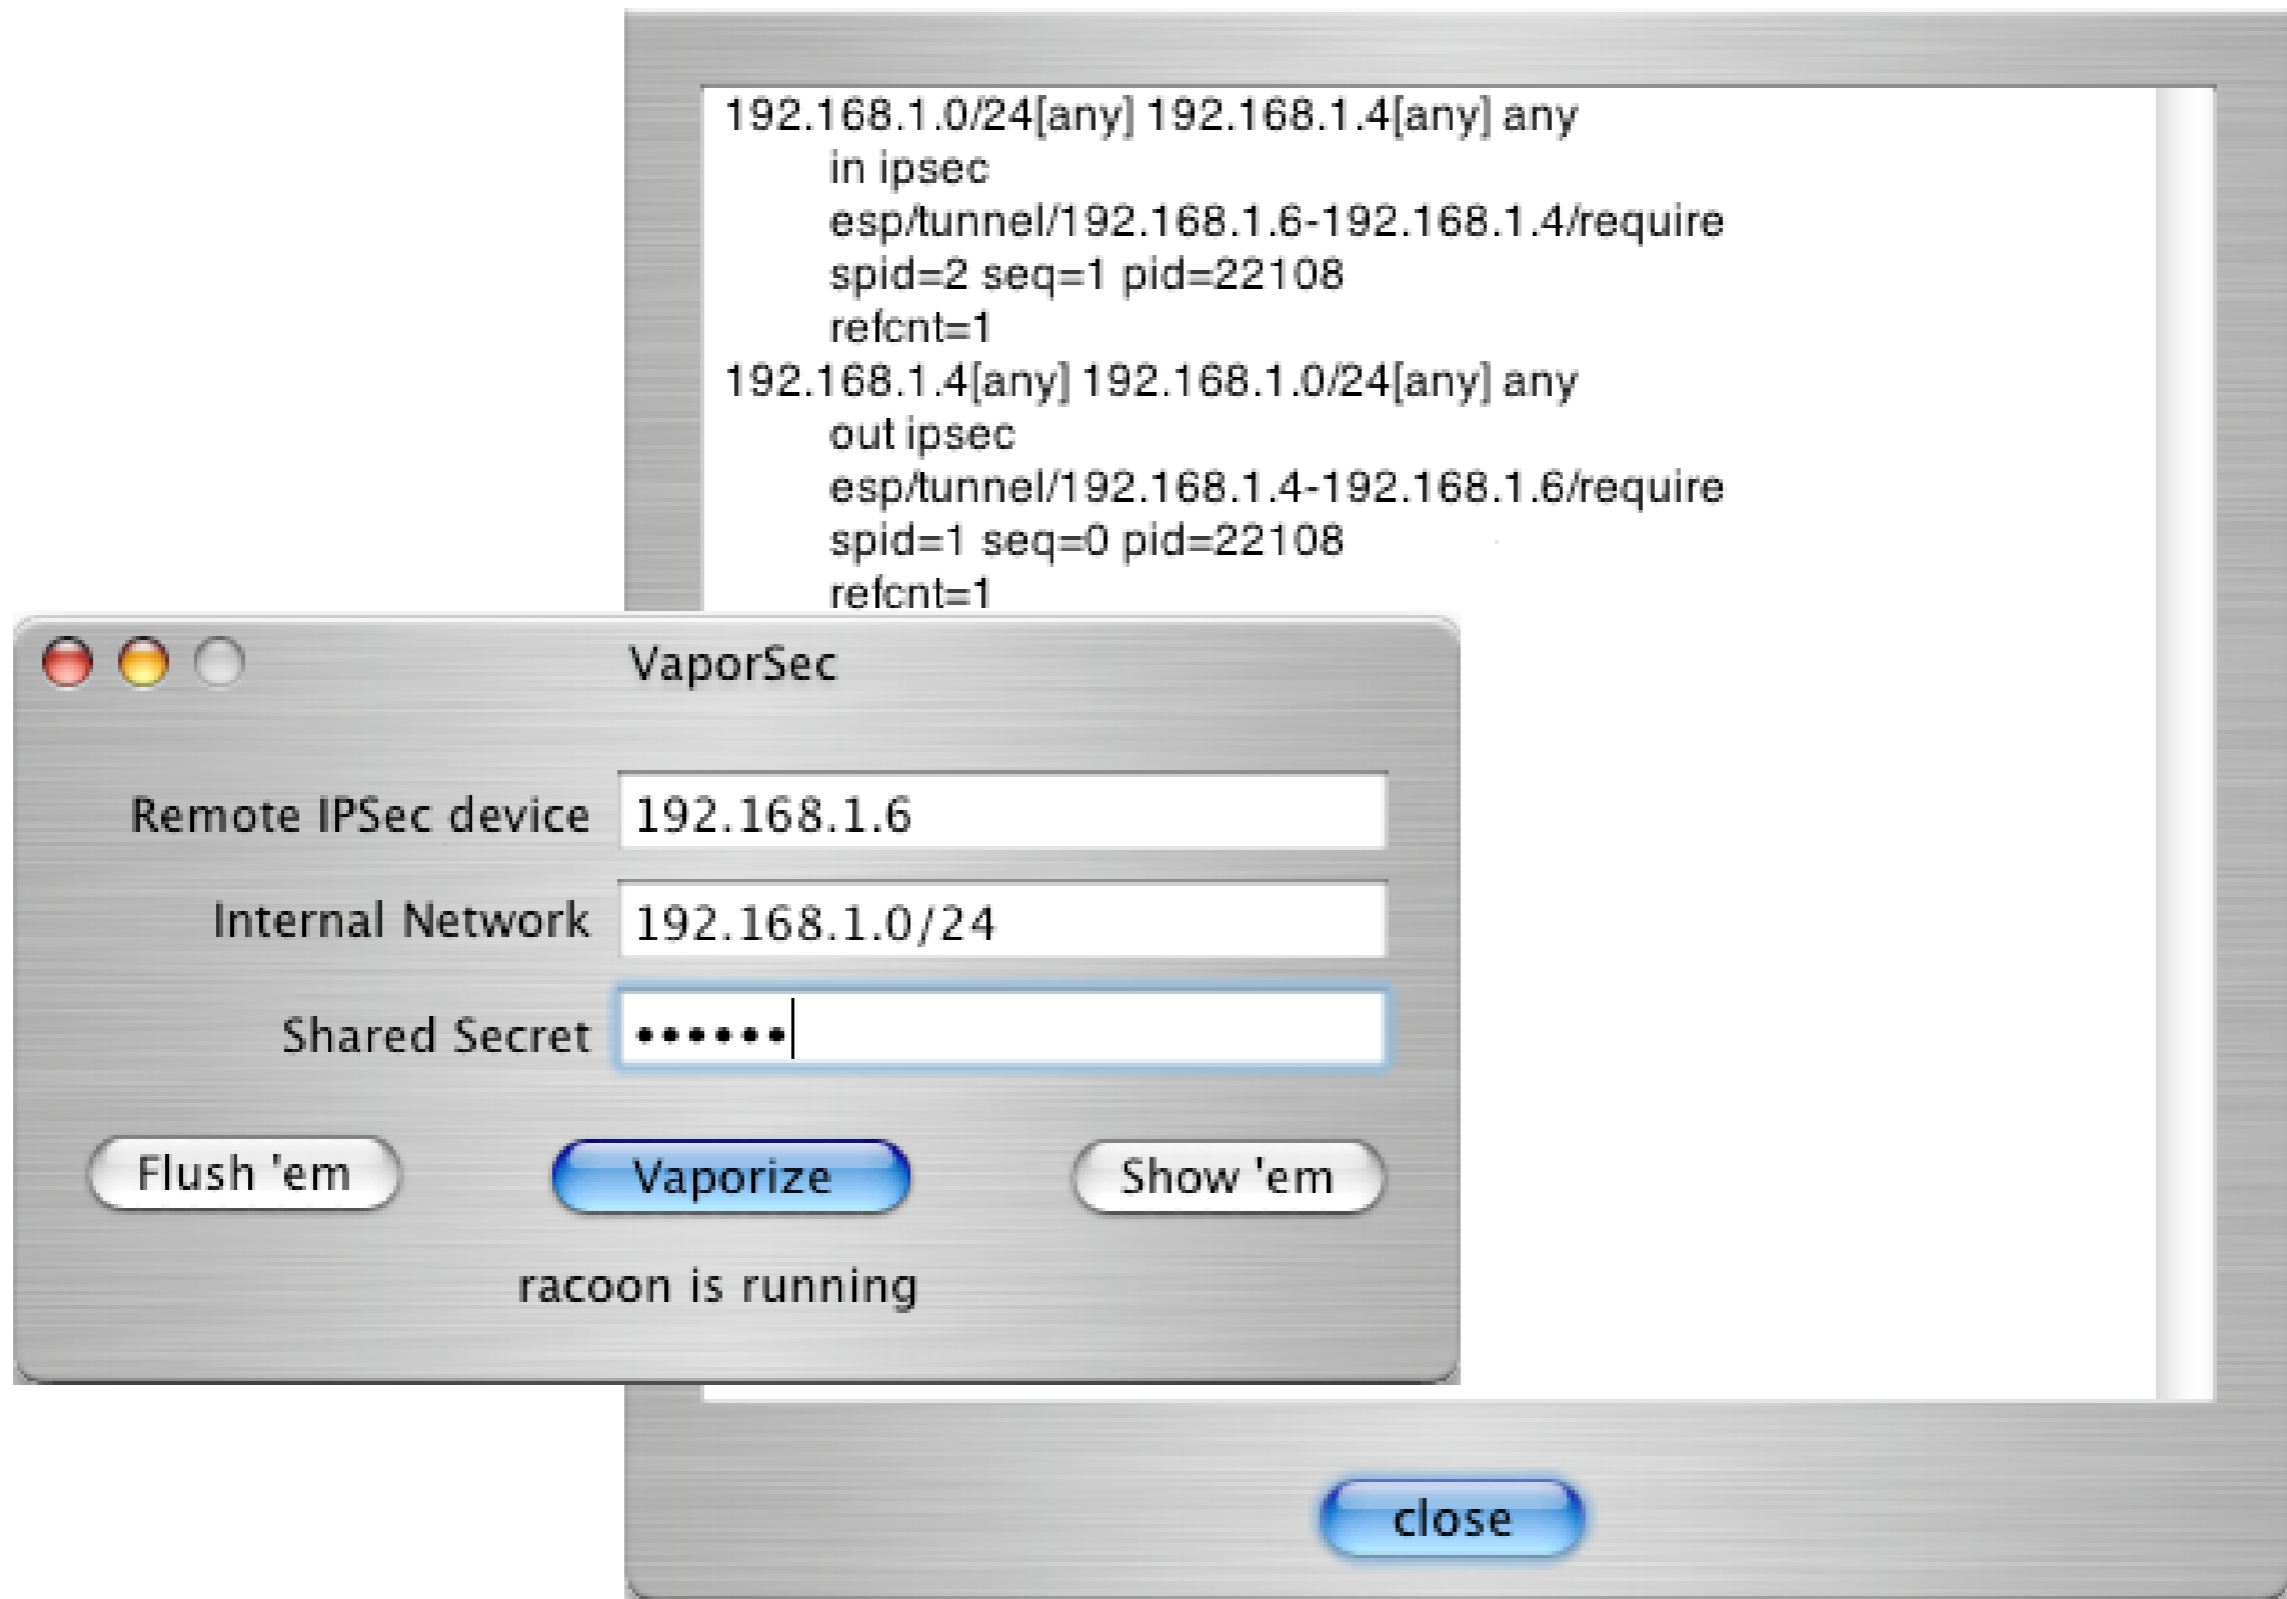 192.168.1.0/24[any] 192.168.1.4[any] any
in ipsec
esp/tunnel/192.168.1.6-192.168.1.4/require
spid=2 seq=1 pid=22108
refcnt=1
192.168.1.4[any] 192.168.1.0/24[any] any
out ipsec
esp/tunnel/192.168.1.4-192.168.1.6/require
spid=1 seq=0 pid=22108
refcnt=1
VaporSec
Remote IPSec device 192.168.1.6
Internal Network 192.168.1.0/24
Shared Secret ••••••
Flush 'em Vaporize Show 'em
racoon is running
close